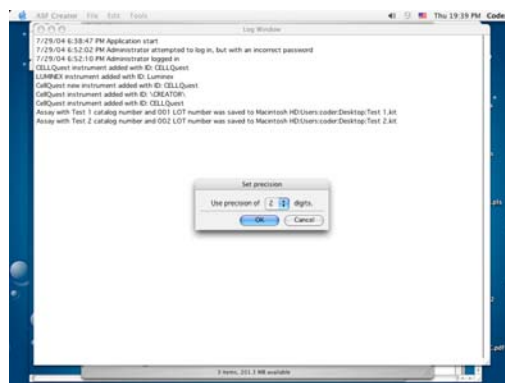 KM Creator File Edit Tools
Thu 19:39 PM Code
Log Window
7/29/04 6:38:47 PM Application start
7/29/04 6:52:02 PM Administrator attempted to log in, but with an incorrect password
7/29/04 6:52:10 PM Administrator logged in
CELLQuest instrument added with ID: CELLQuest
LUMINEX instrument added with ID: Luminex
CellQuest new instrument added with ID: CELLQuest.
CellQuest instrument added with ID: \CREATOR\
CellQuest instrument added with ID: CELLQuest
Assay with Test 1 catalog number and 001 LOT number was saved to Macintosh HD:Users:coder:Desktop:Test 1.kit
Assay with Test 2 catalog number and 002 LOT number was saved to Macintosh HD:Users:coder:Desktop:Test 2.kit
Set precision
Use precision of 2 digits.
OK Cancel
.pdf
MB available